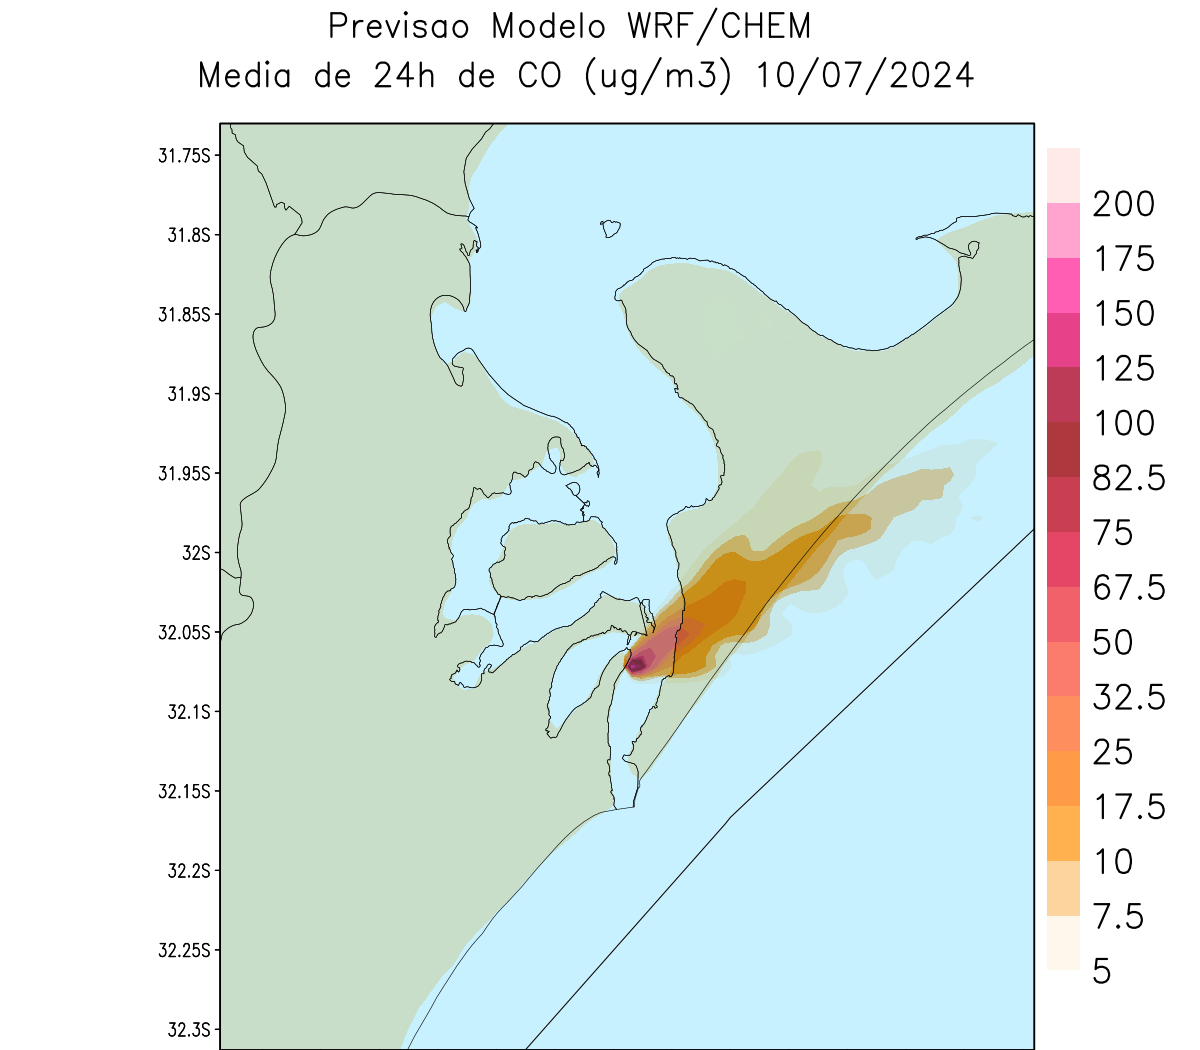 Previsao Modelo WRF/CHEM
Media de 24h de CO (ug/m3) 10/07/2024
31.75S
31.8S
31.85S
31.9S
31.95S
32S
32.05S
32.1S
32.15S
32.2S
32.25S
32.3S
200
175
150
125
100
82.5
75
67.5
50
32.5
25
17.5
10
7.5
5